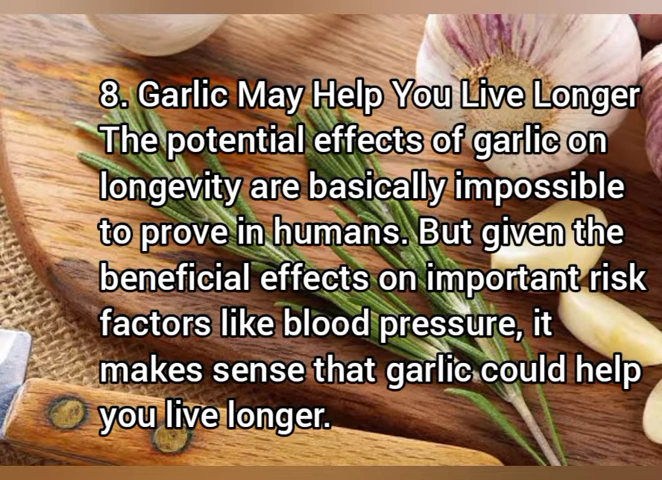 8. Garlic May Help You Live Longer
The potential effects of garlic on
longevity are basically impossible
to prove in humans. But given the
beneficial effects on important risk
factors like blood pressure, it
makes sense that garlic could help
you live longer.